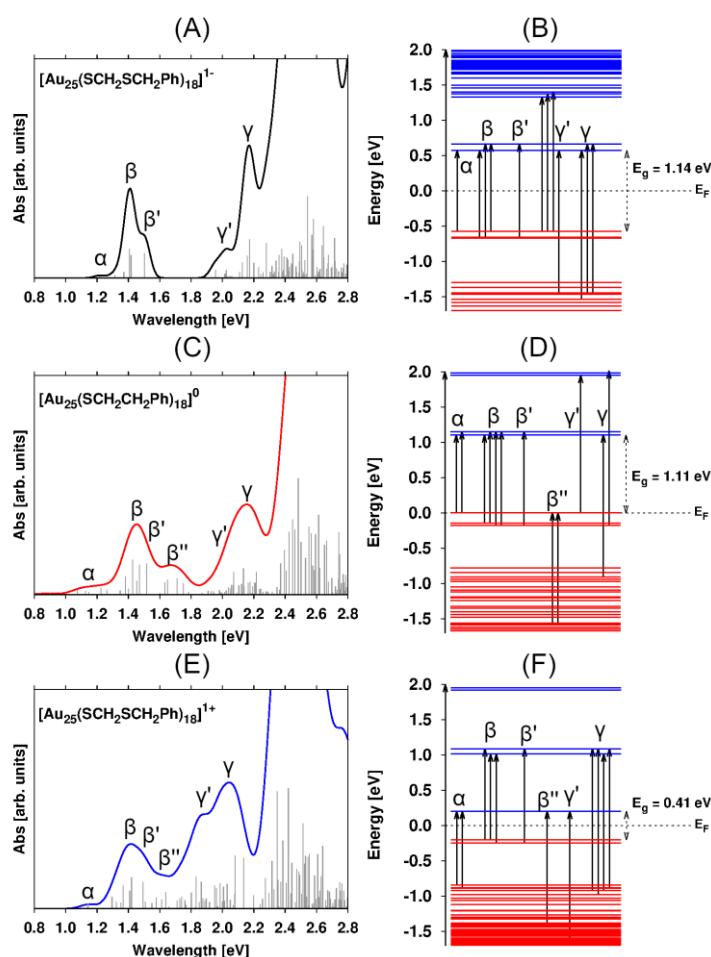 (A)
[Au25(SCH2SCH2Ph)18]1-
Abs [arb. units]
α
β
β'
γ'
γ
0.8 1.0 1.2 1.4 1.6 1.8 2.0 2.2 2.4 2.6 2.8
Wavelength [eV]
(B)
Energy [eV]
2.0
1.5
1.0
0.5
0.0
-0.5
-1.0
-1.5
α
β
β'
γ'
γ
Eg = 1.14 eV
EF
(C)
[Au25(SCH2CH2Ph)18]0
Abs [arb. units]
α
β
β'
β''
γ'
γ
0.8 1.0 1.2 1.4 1.6 1.8 2.0 2.2 2.4 2.6 2.8
Wavelength [eV]
(D)
Energy [eV]
2.0
1.5
1.0
0.5
0.0
-0.5
-1.0
-1.5
α
β
β'
β''
γ'
γ
Eg = 1.11 eV
EF
(E)
[Au25(SCH2SCH2Ph)18]1+
Abs [arb. units]
α
β
β'
β''
γ'
γ
0.8 1.0 1.2 1.4 1.6 1.8 2.0 2.2 2.4 2.6 2.8
Wavelength [eV]
(F)
Energy [eV]
2.0
1.5
1.0
0.5
0.0
-0.5
-1.0
-1.5
α
β
β'
β''
γ'
γ
Eg = 0.41 eV
EF